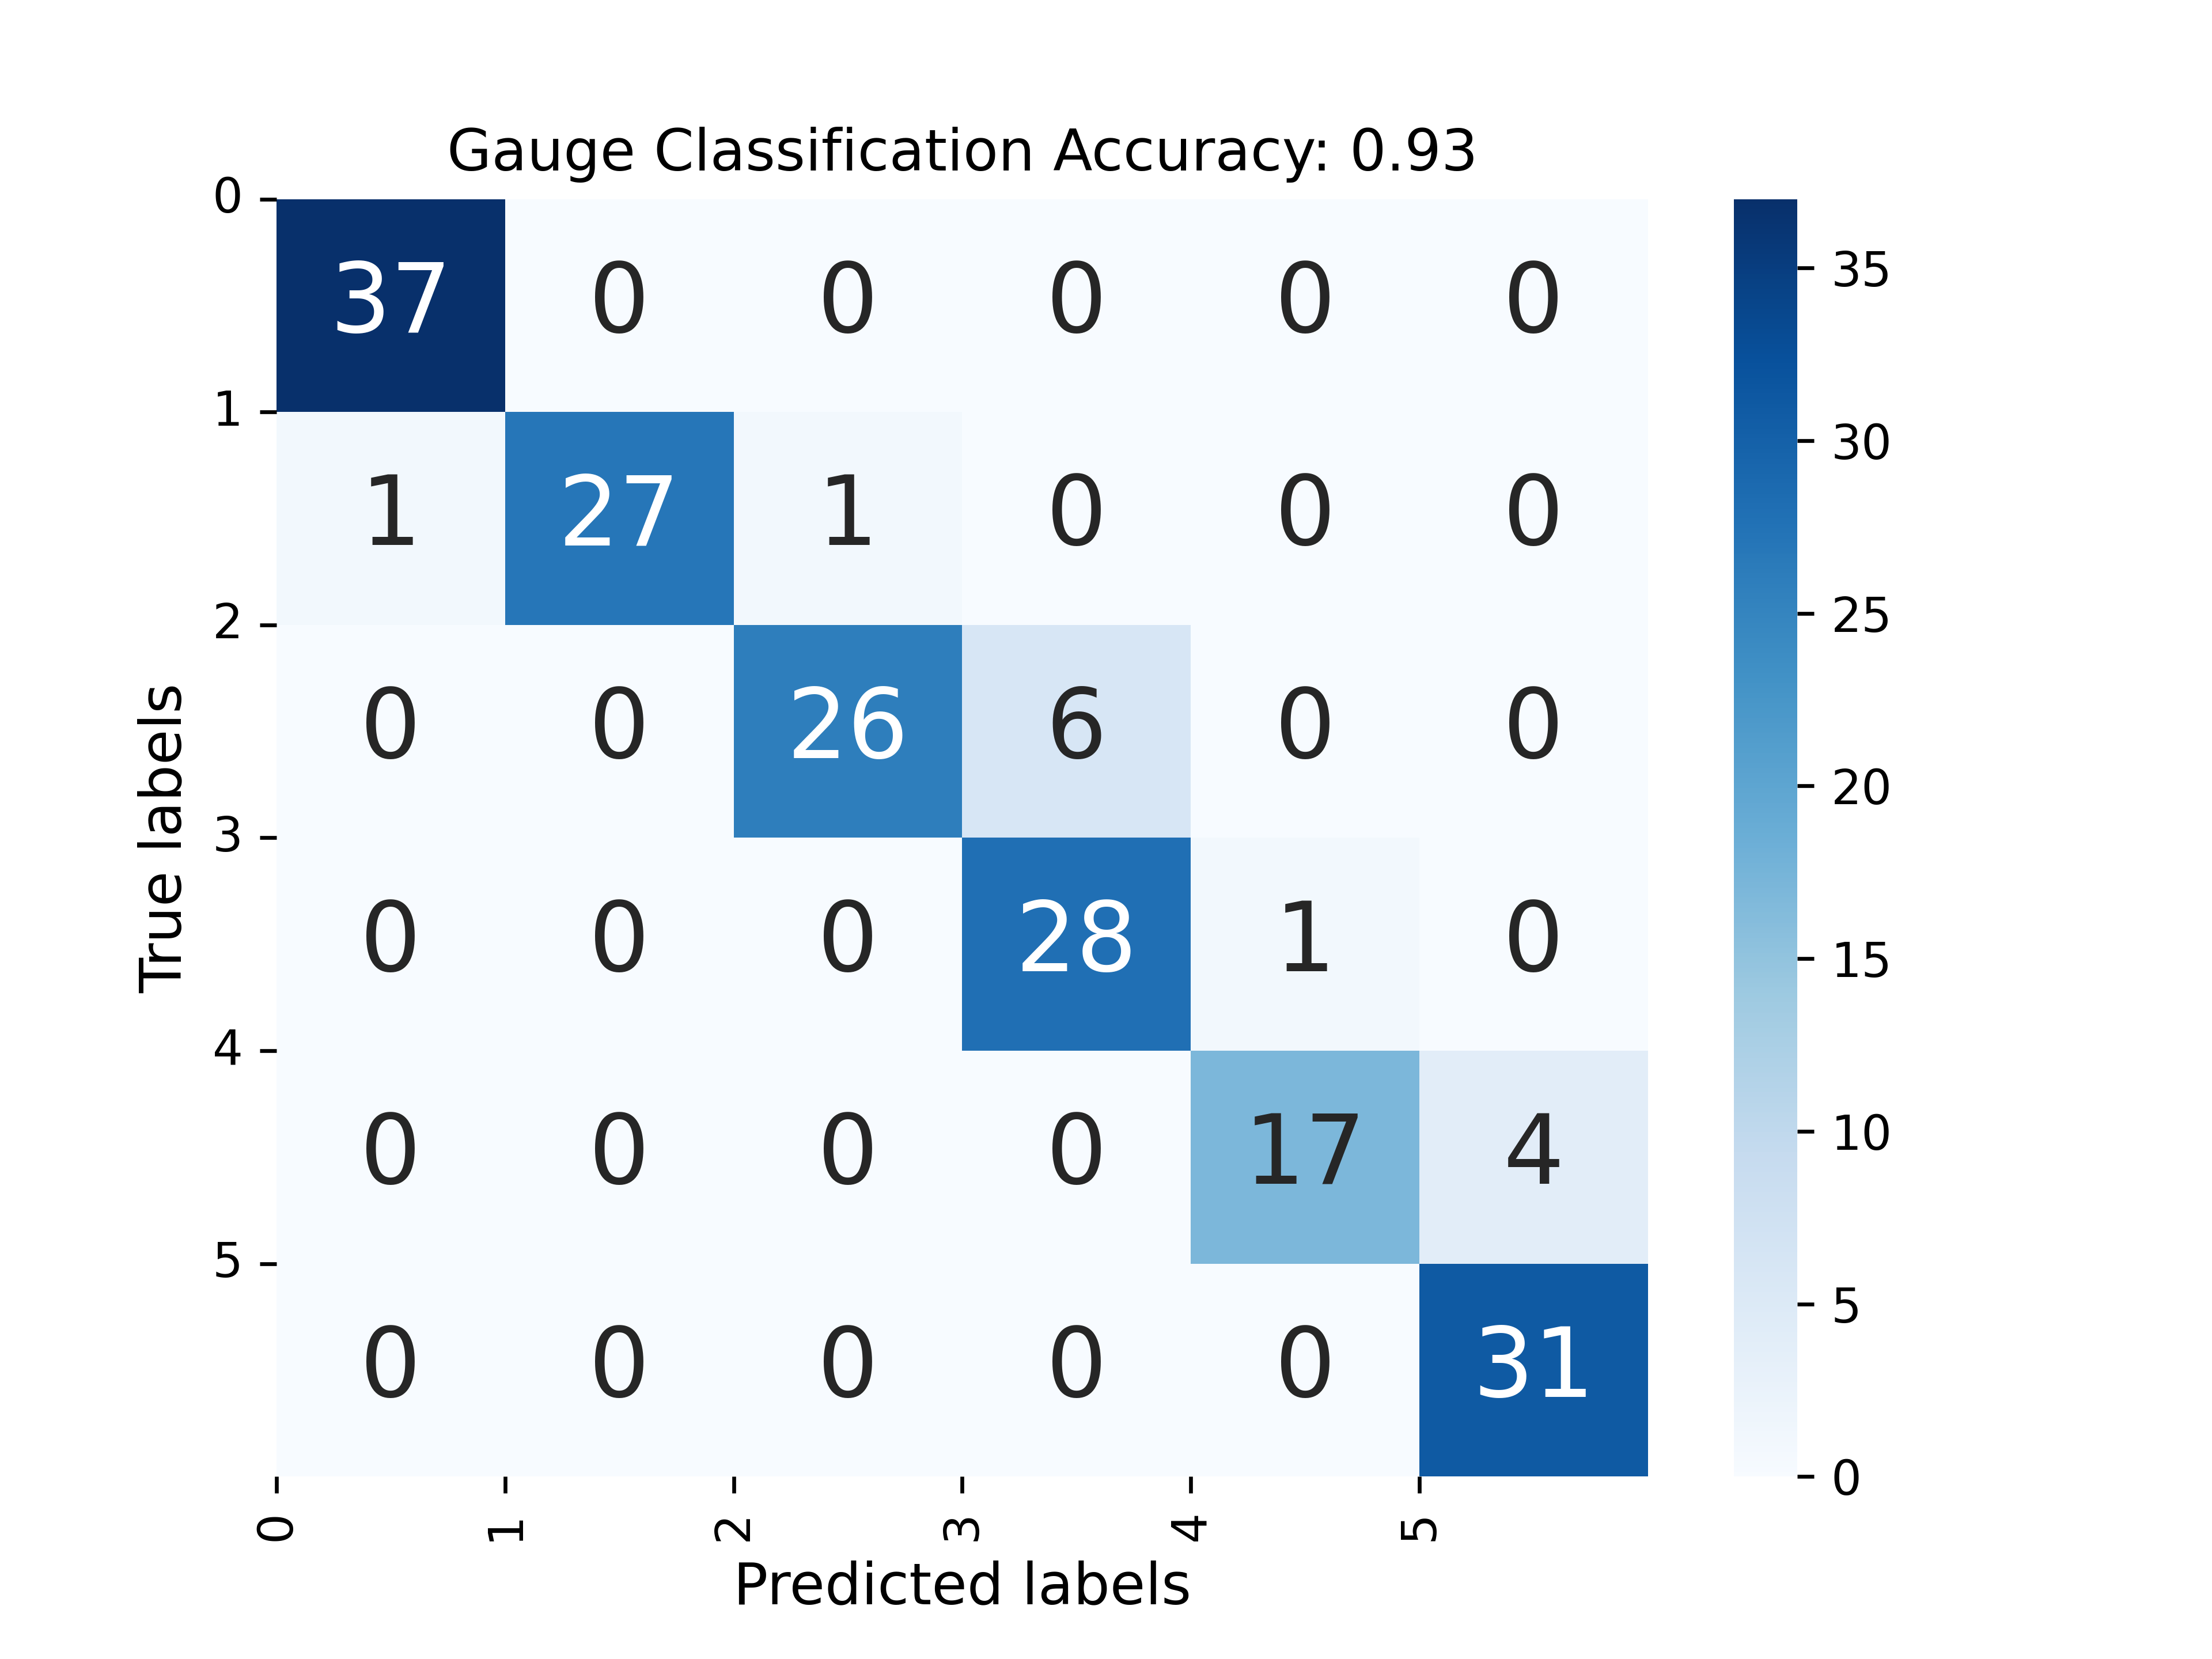 Gauge Classification Accuracy: 0.93
0
37 0 0 0 0 0
1
1 27 1 0 0 0
2
0 0 26 6 0 0
3
0 0 0 28 1 0
4
0 0 0 0 17 4
5
0 0 0 0 0 31
True labels
0 1 2 3 4 5
Predicted labels
35
30
25
20
15
10
5
0